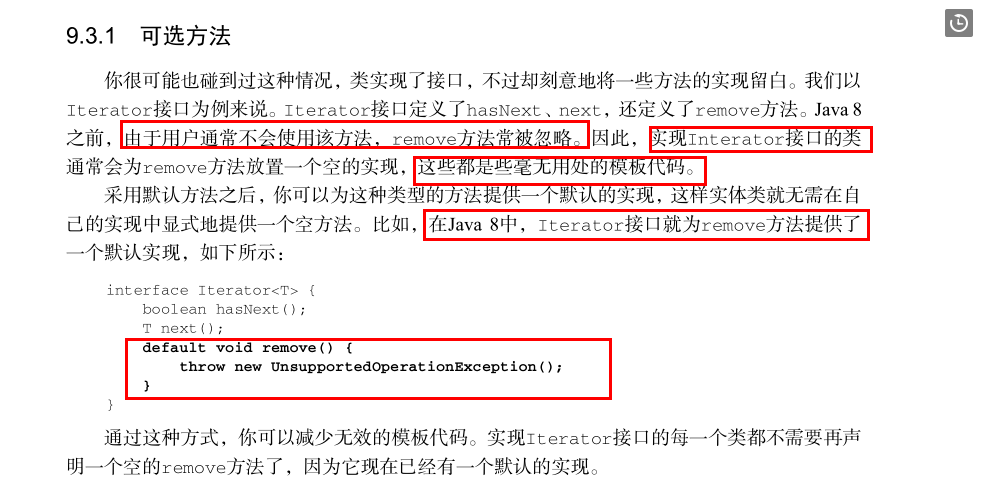 9.3.1 可选方法
你很可能也碰到过这种情况，类实现了接口，不过却刻意地将一些方法的实现留白。我们以
Iterator接口为例来说。Iterator接口定义了hasNext、next，还定义了remove方法。Java 8
之前，由于用户通常不会使用该方法，remove方法常被忽略。因此，实现Interator接口的类
通常会为remove方法放置一个空的实现，这些都是些毫无用处的模板代码。
采用默认方法之后，你可以为这种类型的方法提供一个默认的实现，这样实体类就无需在自
己的实现中显式地提供一个空方法。比如，在Java 8中，Iterator接口就为remove方法提供了
一个默认实现，如下所示：
interface Iterator<T> {
boolean hasNext();
T next();
default void remove() {
throw new UnsupportedOperationException();
}
}
通过这种方式，你可以减少无效的模板代码。实现Iterator接口的每一个类都不需要再声
明一个空的remove方法了，因为它现在已经有一个默认的实现。